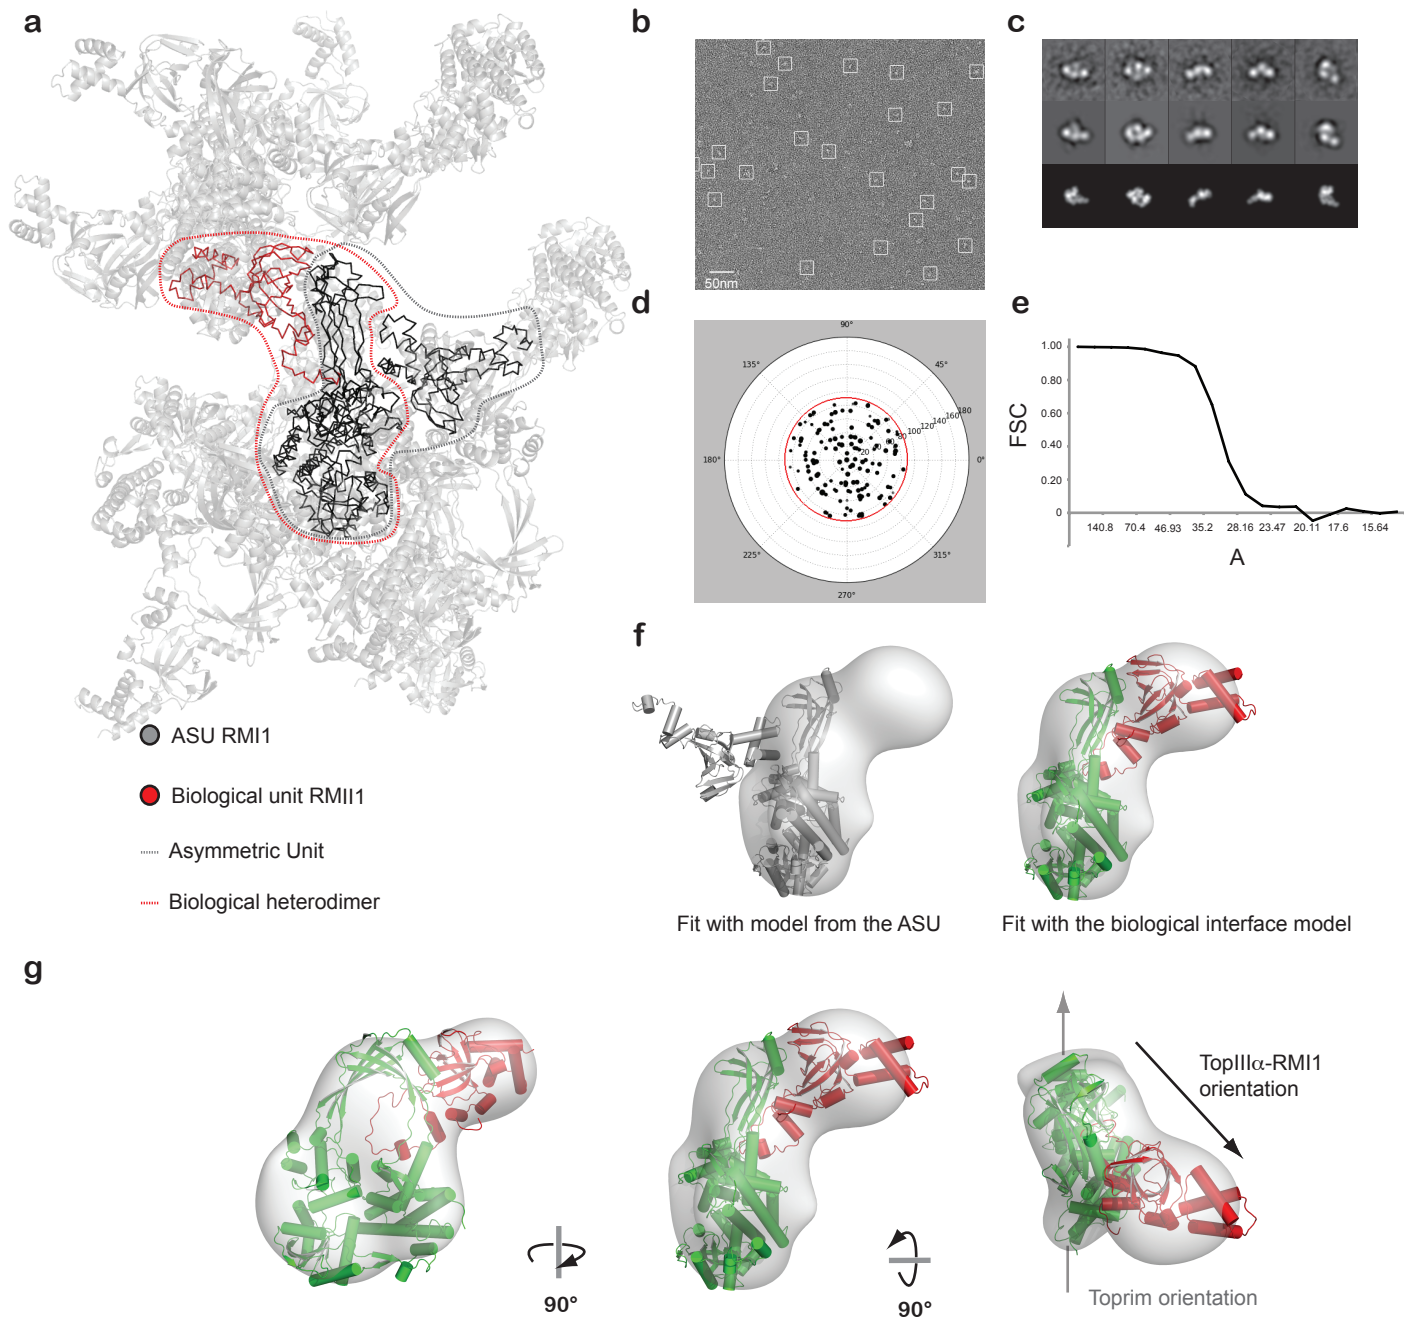 a
b
c
50nm
ASU RMI1
Biological unit RMII1
Asymmetric Unit
Biological heterodimer
d
90°
135°
45°
180°
0°
225°
315°
270°
20
40
60
80
100
120
140
160
180
e
FSC
1.00
0.80
0.60
0.40
0.20
0
140.8
70.4
46.93
35.2
28.16
23.47
20.11
17.6
15.64
A
f
Fit with model from the ASU
Fit with the biological interface model
g
90°
90°
TopIIIα-RMI1
orientation
Toprim orientation